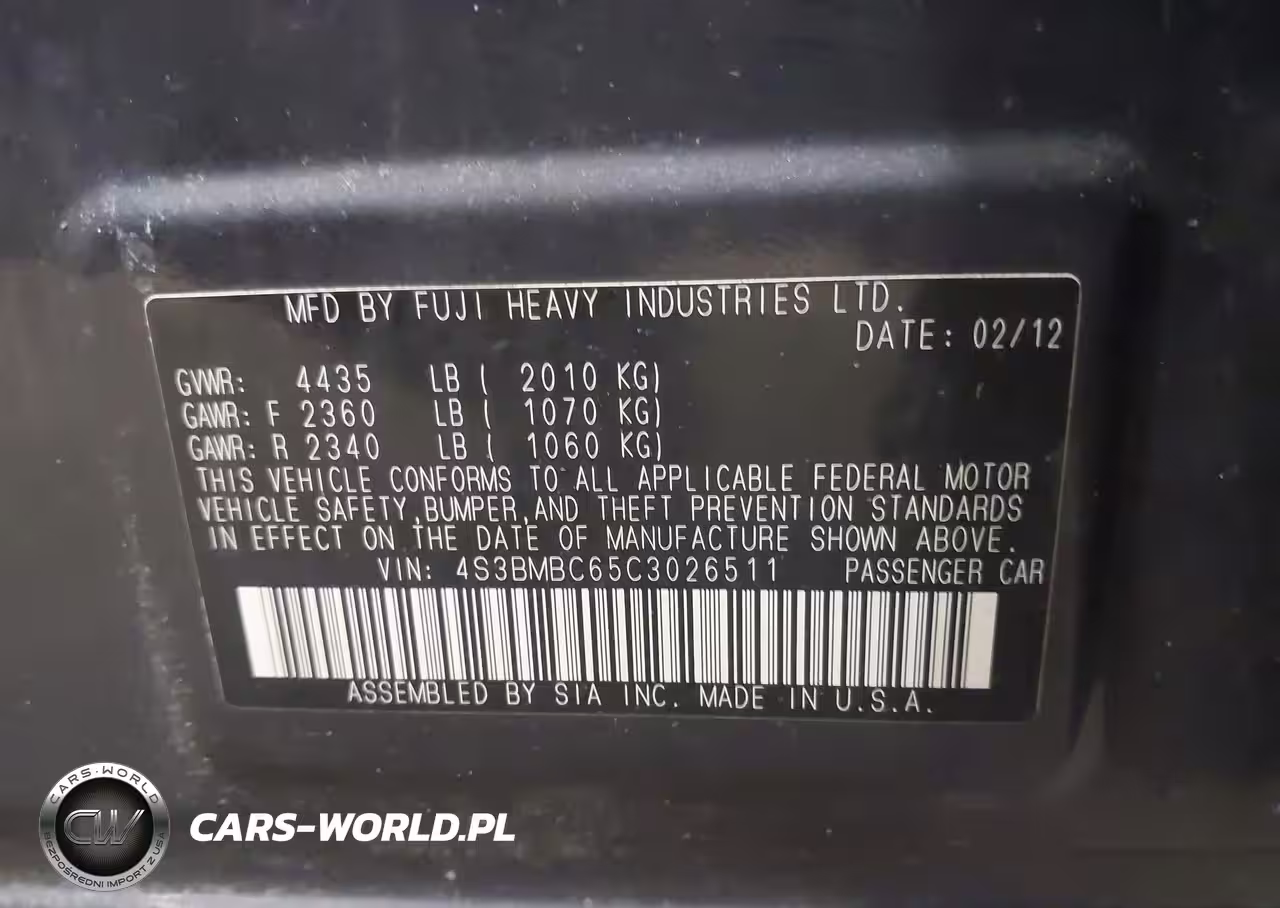 MFD BY FUJI HEAVY INDUSTRIES LTD.
DATE: 02/12
GVWR: 4435 LB ( 2010 KG)
GAWR: F 2360 LB ( 1070 KG)
GAWR: R 2340 LB ( 1060 KG)
THIS VEHICLE CONFORMS TO ALL APPLICABLE FEDERAL MOTOR
VEHICLE SAFETY,BUMPER,AND THEFT PREVENTION STANDARDS
IN EFFECT ON THE DATE OF MANUFACTURE SHOWN ABOVE.
VIN: 4S3BMBC65C3026511 PASSENGER CAR
ASSEMBLED BY SIA INC. MADE IN U.S.A.
CARS-WORLD
CW
BEZPOŚREDNI IMPORT Z USA
CARS-WORLD.PL